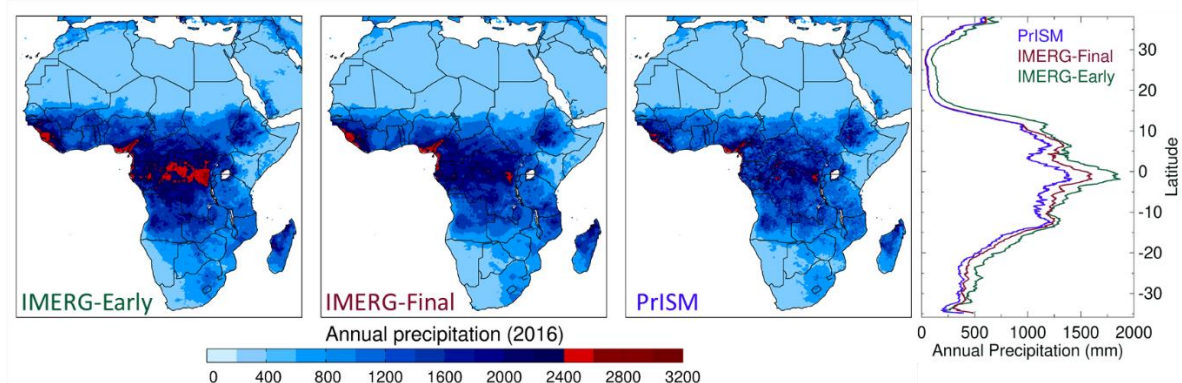 IMERG-Early
IMERG-Final
PrISM
Annual precipitation (2016)
0 400 800 1200 1600 2000 2400 2800 3200
PrISM
IMERG-Final
IMERG-Early
30
20
10
0
-10
-20
-30
Latitude
0 500 1000 1500 2000
Annual Precipitation (mm)